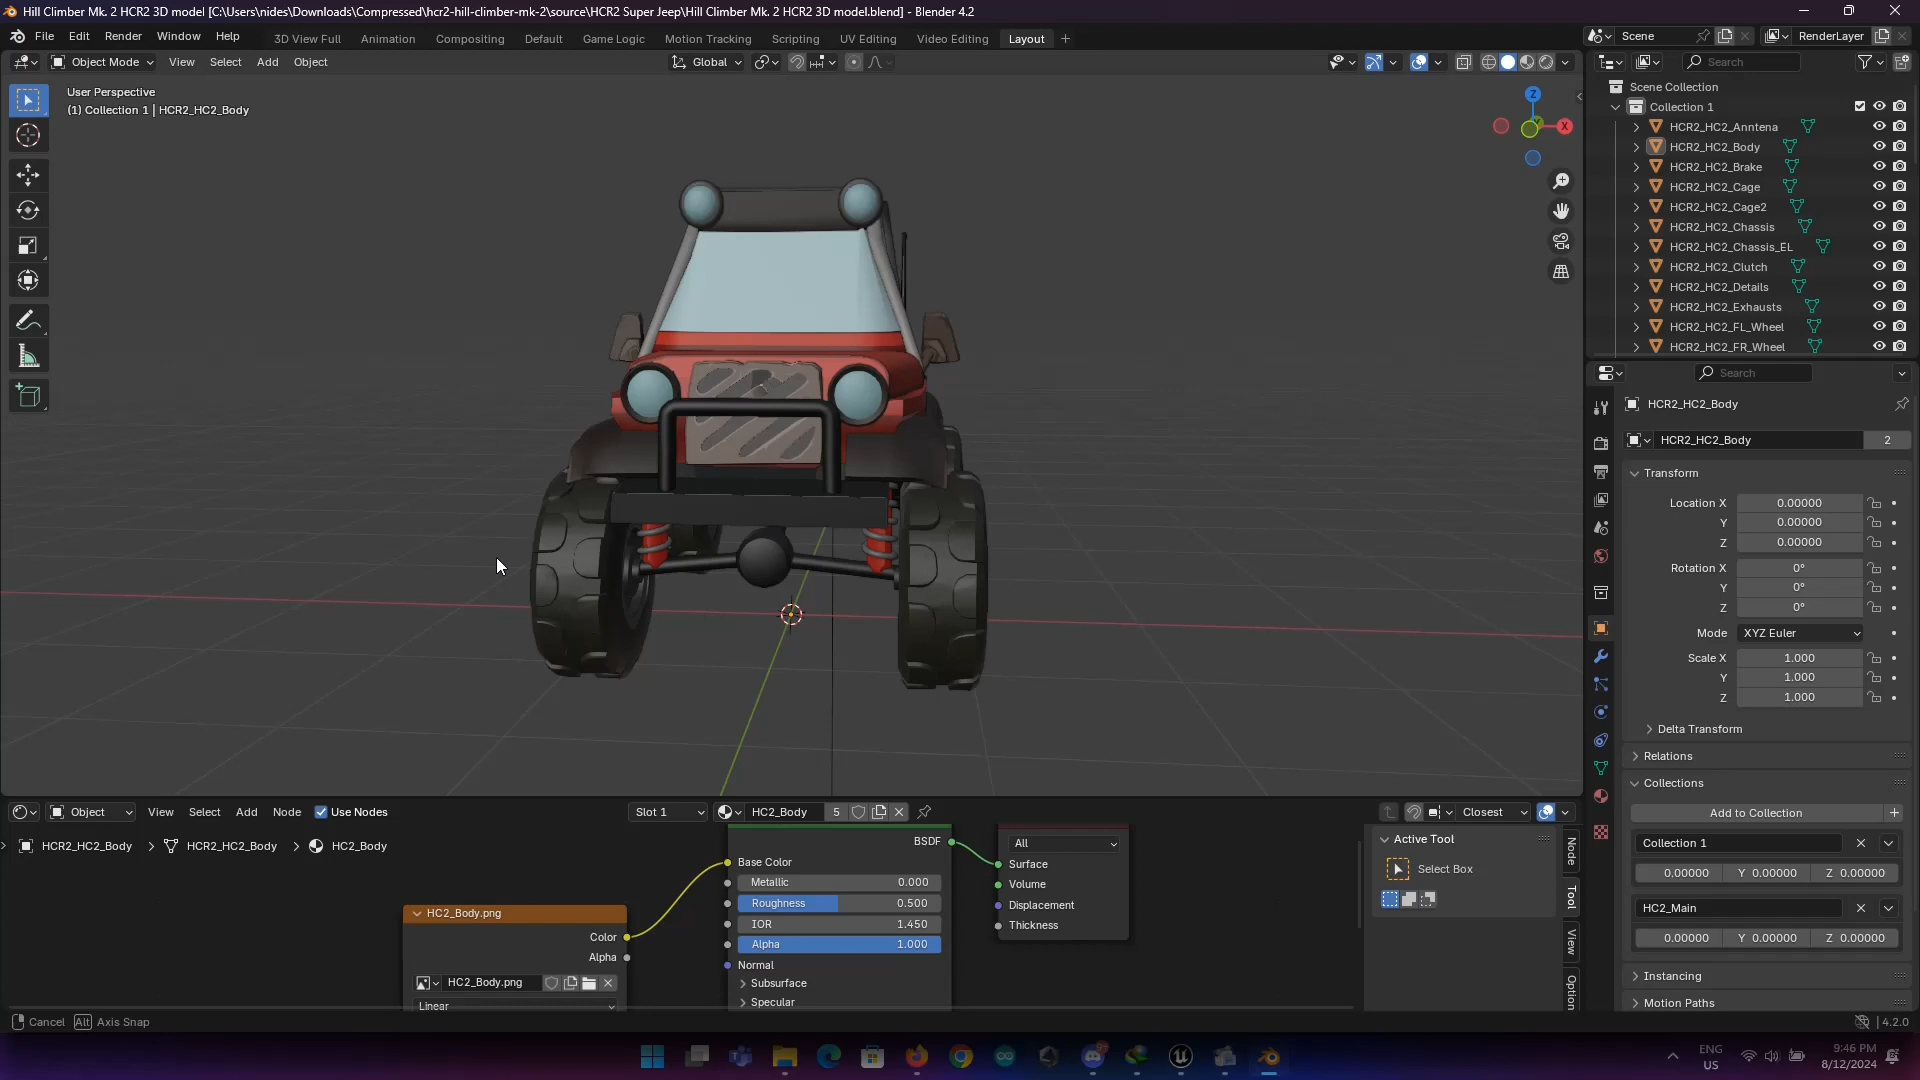 Hill Climber Mk. 2 HCR2 3D model [C:\Users\nides\Downloads\Compressed\hcr2-hill-climber-mk-2\source\HCR2 Super Jeep\Hill Climber Mk. 2 HCR2 3D model.blend] - Blender 4.2
File Edit Render Window Help 3D View Full Animation Compositing Default Game Logic Motion Tracking Scripting UV Editing Video Editing Layout Scene RenderLayer
Object Mode View Select Add Object Global Search
User Perspective
(1) Collection 1 | HCR2_HC2_Body
Z
X
Scene Collection
Collection 1
HCR2_HC2_Anntena
HCR2_HC2_Body
HCR2_HC2_Brake
HCR2_HC2_Cage
HCR2_HC2_Cage2
HCR2_HC2_Chassis
HCR2_HC2_Chassis_EL
HCR2_HC2_Clutch
HCR2_HC2_Details
HCR2_HC2_Exhausts
HCR2_HC2_FL_Wheel
HCR2_HC2_FR_Wheel
Search
HCR2_HC2_Body
HCR2_HC2_Body 2
Transform
Location X 0.00000
Y 0.00000
Z 0.00000
Rotation X 0°
Y 0°
Z 0°
Mode XYZ Euler
Scale X 1.000
Y 1.000
Z 1.000
Delta Transform
Relations
Collections
Add to Collection
Collection 1
0.00000 Y 0.00000 Z 0.00000
HC2_Main
0.00000 Y 0.00000 Z 0.00000
Instancing
Motion Paths
Object View Select Add Node Use Nodes Slot 1 HC2_Body 5 Closest
HCR2_HC2_Body HCR2_HC2_Body HC2_Body
BSDF
Base Color
Metallic 0.000
Roughness 0.500
IOR 1.450
Alpha 1.000
Normal
Subsurface
Specular
All
Surface
Volume
Displacement
Thickness
HC2_Body.png
Color
Alpha
HC2_Body.png
Linear
Active Tool
Select Box
Node
Tool
View
Option
Cancel Alt Axis Snap
4.2.0
ENG
US
9:46 PM
8/12/2024